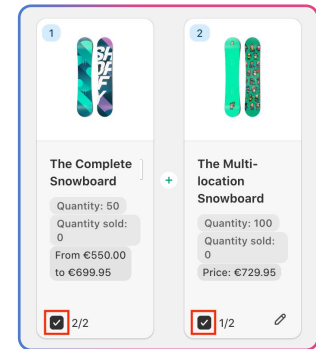 1
The Complete
Snowboard
Quantity: 50
Quantity sold:
0
From €550.00
to €699.95
2/2
+
2
The Multi-
location
Snowboard
Quantity: 100
Quantity sold:
0
Price: €729.95
1/2